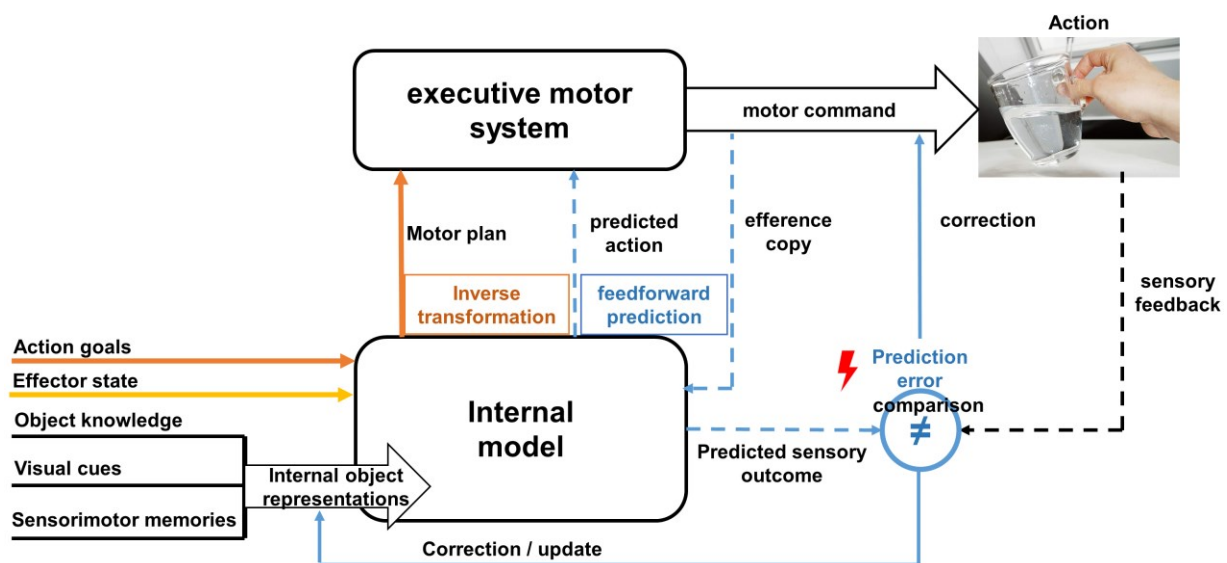 Action
executive motor
system
motor command
Motor plan
predicted
action
efference
copy
correction
sensory
feedback
Inverse
transformation
feedforward
prediction
Action goals
Effector state
Object knowledge
Visual cues
Sensorimotor memories
Internal object
representations
Internal
model
Prediction
error
comparison
≠
Predicted sensory
outcome
Correction / update